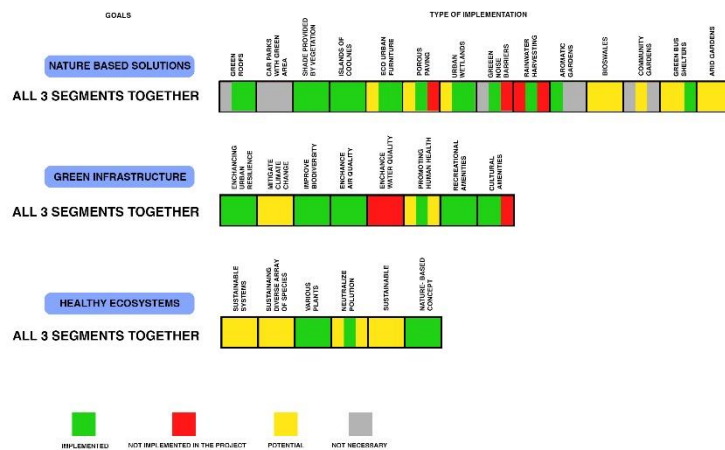 GOALS
TYPE OF IMPLEMENTATION
NATURE BASED SOLUTIONS
GREEN
ROOFS
CAR PARKS
WITH GREEN
AREA
SHADE PROVIDED
BY VEGETATION
ISLANDS OF
COOLINES
ECO URBAN
FURNITURE
POROUS
PAVING
URBAN
WETLANDS
GREEEN
NOISE
BARRIERS
RAINWATER
HARVESTING
AROMATIC
GARDENS
BIOSWALES
COMMUNITY
GARDENS
GREEN BUS
SHELTERS
ARID GARDENS
ALL 3 SEGMENTS TOGETHER
GREEN INFRASTRUCTURE
ENCHANCING
URBAN
RESILIENCE
MITIGATE
CLIMATE
CHANGE
IMPROVE
BIODIVERSITY
ENCHANCE
AIR QUALITY
ENCHANCE
WATER QUALITY
PROMOTING
HUMAN HEALTH
RECREATIONAL
AMENITIES
CULTURAL
AMENITIES
ALL 3 SEGMENTS TOGETHER
HEALTHY ECOSYSTEMS
SUSTAINABLE
SYSTEMS
SUSTAINING
DIVERSE ARRAY
OF SPECIES
VARIOUS
PLANTS
NEUTRALIZE
POLUTION
SUSTAINABLE
NATURE- BASED
CONCEPT
ALL 3 SEGMENTS TOGETHER
IMPLEMENTED
NOT IMPLEMENTED IN THE PROJECT
POTENTIAL
NOT NECESSARY